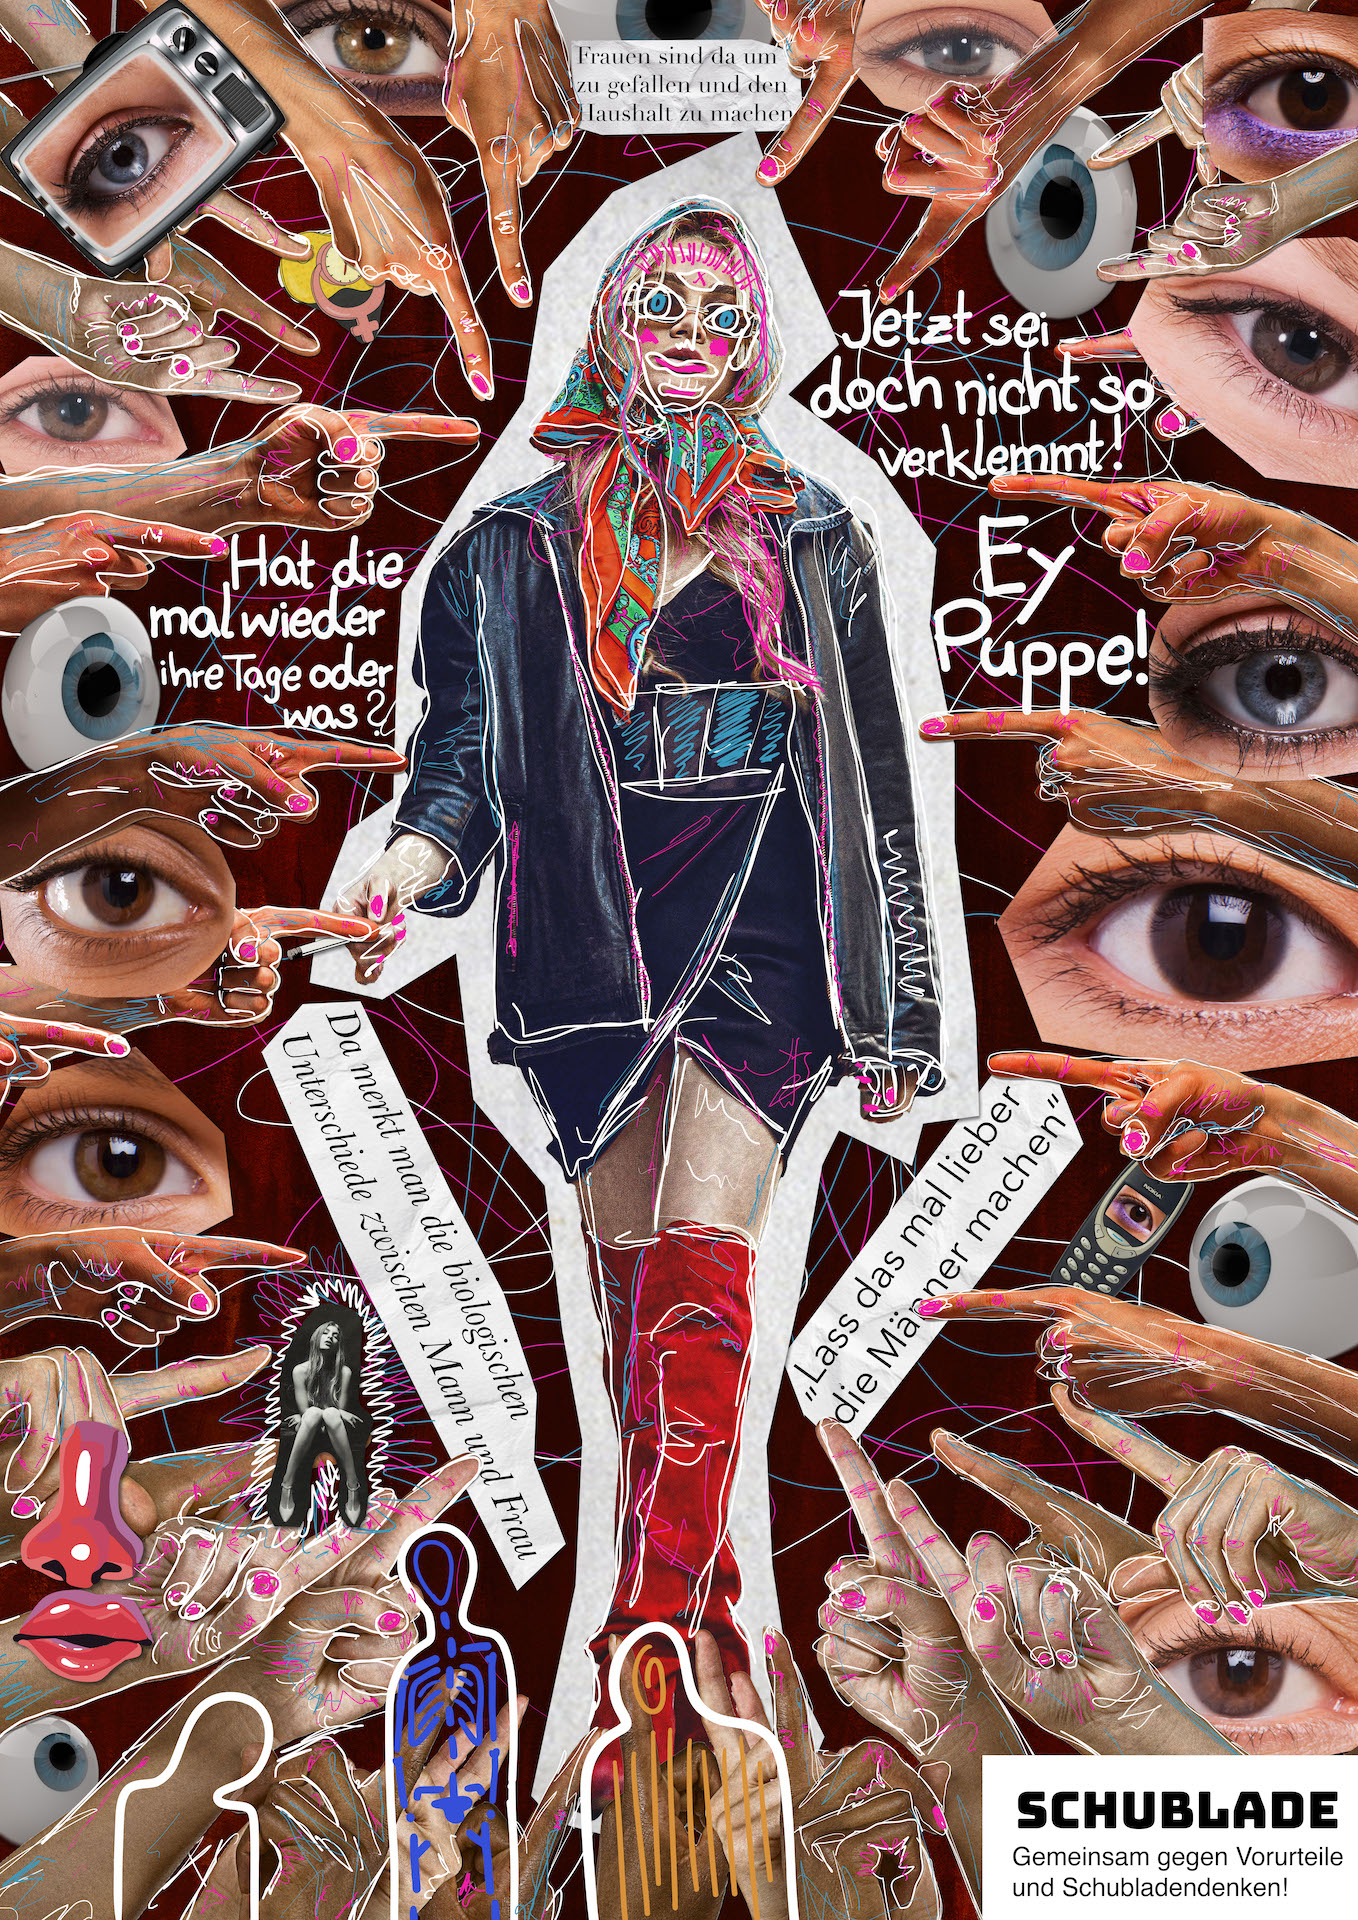 Frauen sind da um
zu gefallen und den
Haushalt zu machen
Jetzt sei
doch nicht so
verklemmt!
Ey
Puppe!
Hat die
mal wieder
ihre Tage oder
was?
Da merkt man die biologischen
Unterschiede zwischen Mann und Frau
„Lass das mal lieber
die Männer machen“
NOKIA
SCHUBLADE
Gemeinsam gegen Vorurteile
und Schubladendenken!